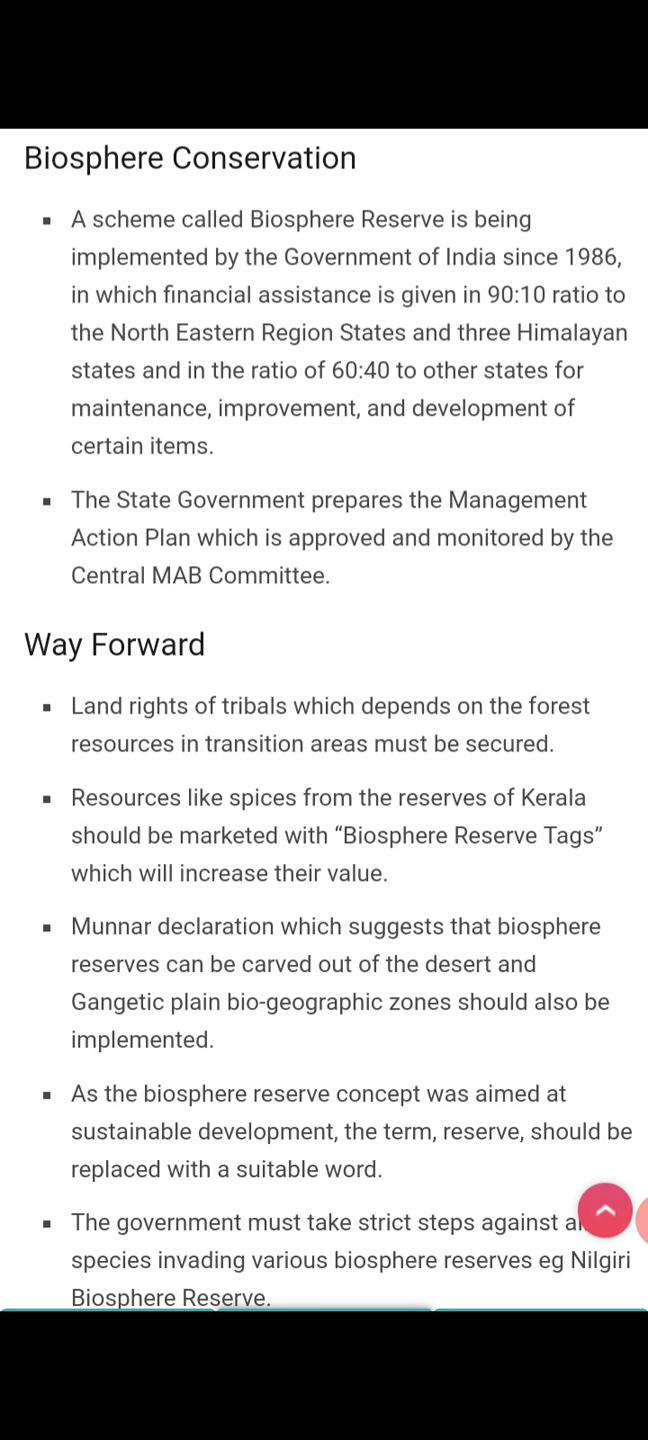 Biosphere Conservation
▪ A scheme called Biosphere Reserve is being
implemented by the Government of India since 1986,
in which financial assistance is given in 90:10 ratio to
the North Eastern Region States and three Himalayan
states and in the ratio of 60:40 to other states for
maintenance, improvement, and development of
certain items.
▪ The State Government prepares the Management
Action Plan which is approved and monitored by the
Central MAB Committee.
Way Forward
▪ Land rights of tribals which depends on the forest
resources in transition areas must be secured.
▪ Resources like spices from the reserves of Kerala
should be marketed with “Biosphere Reserve Tags”
which will increase their value.
▪ Munnar declaration which suggests that biosphere
reserves can be carved out of the desert and
Gangetic plain bio-geographic zones should also be
implemented.
▪ As the biosphere reserve concept was aimed at
sustainable development, the term, reserve, should be
replaced with a suitable word.
▪ The government must take strict steps against
species invading various biosphere reserves eg Nilgiri
Biosphere Reserve.